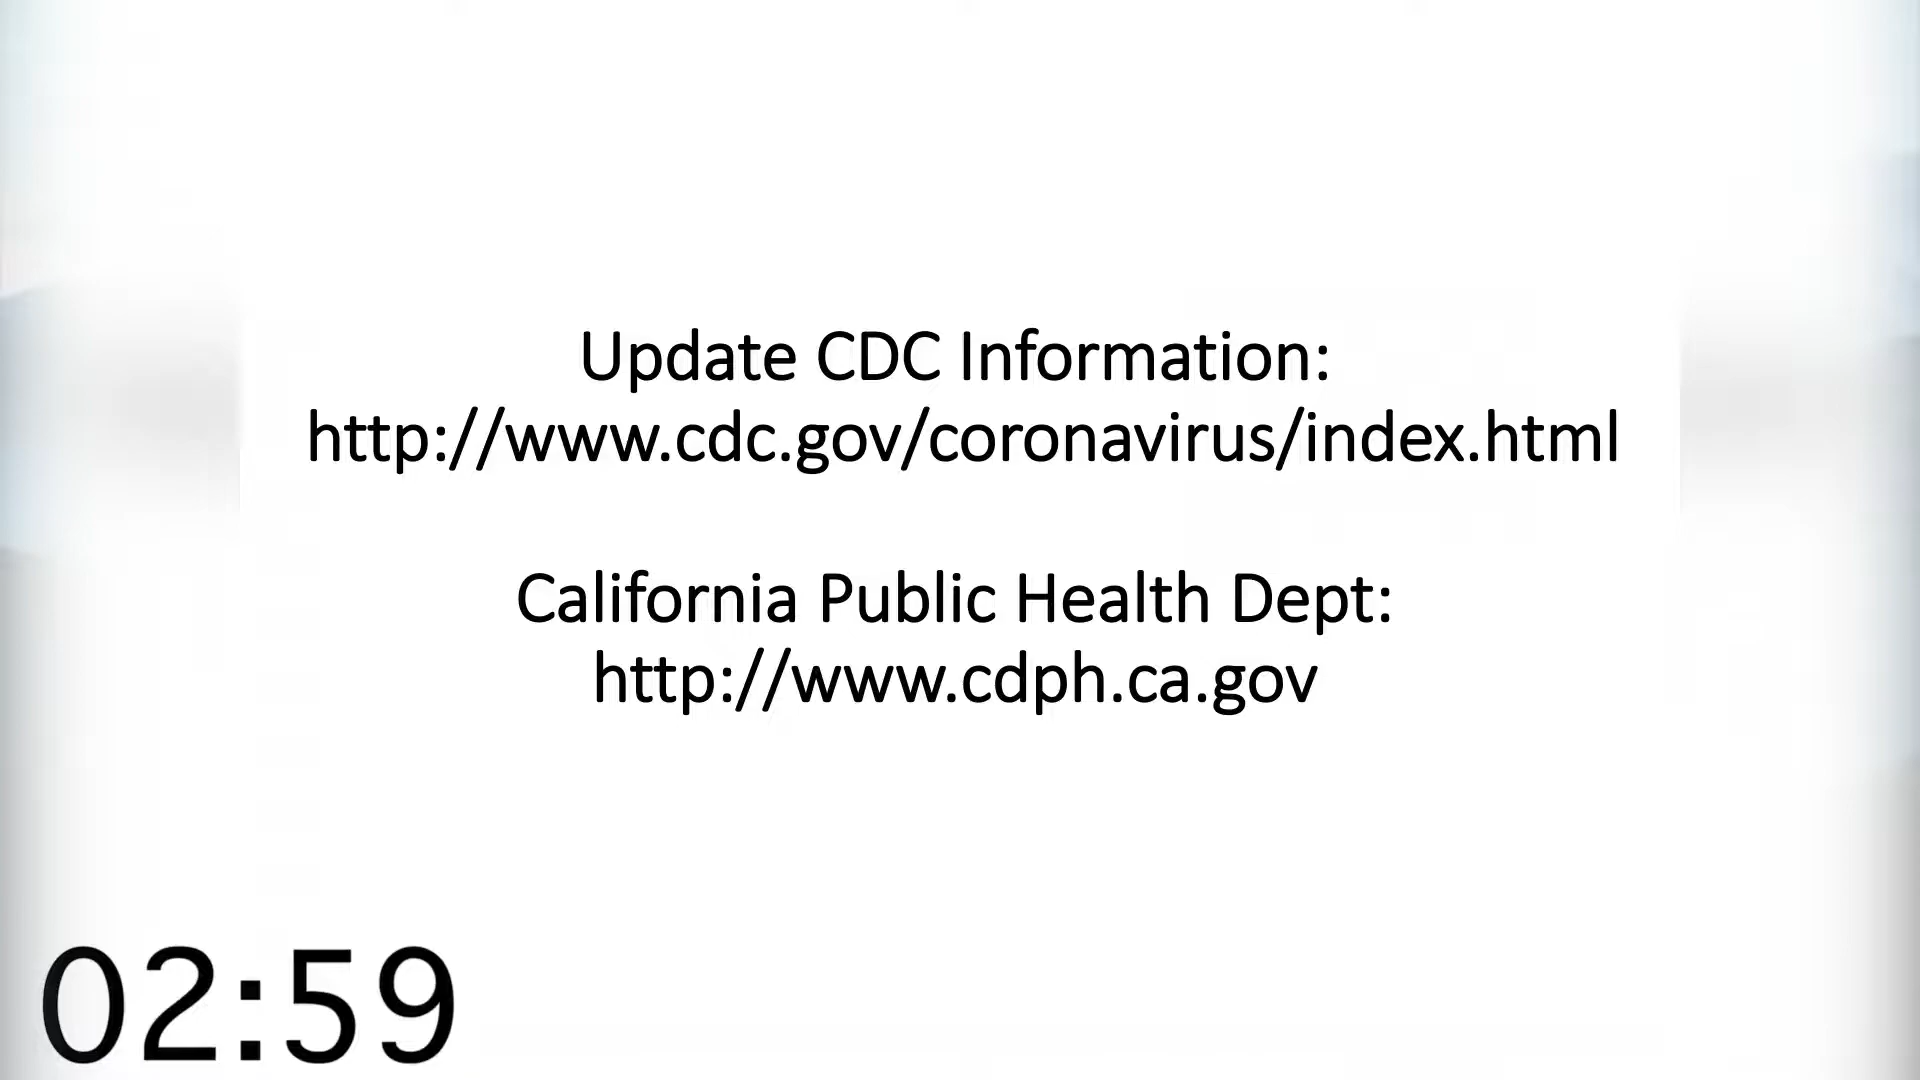 Update CDC Information:
http://www.cdc.gov/coronavirus/index.html
California Public Health Dept:
http://www.cdph.ca.gov
02:59